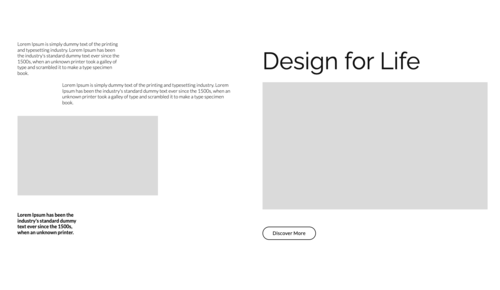 Lorem Ipsum is simply dummy text of the printing
and typesetting industry. Lorem Ipsum has been
the industry's standard dummy text ever since the
1500s, when an unknown printer took a galley of
type and scrambled it to make a type specimen
book.
Lorem Ipsum is simply dummy text of the printing and typesetting industry. Lorem
Ipsum has been the industry's standard dummy text ever since the 1500s, when an
unknown printer took a galley of type and scrambled it to make a type specimen
book.
Lorem Ipsum has been the
industry's standard dummy
text ever since the 1500s,
when an unknown printer.
Design for Life
Discover More